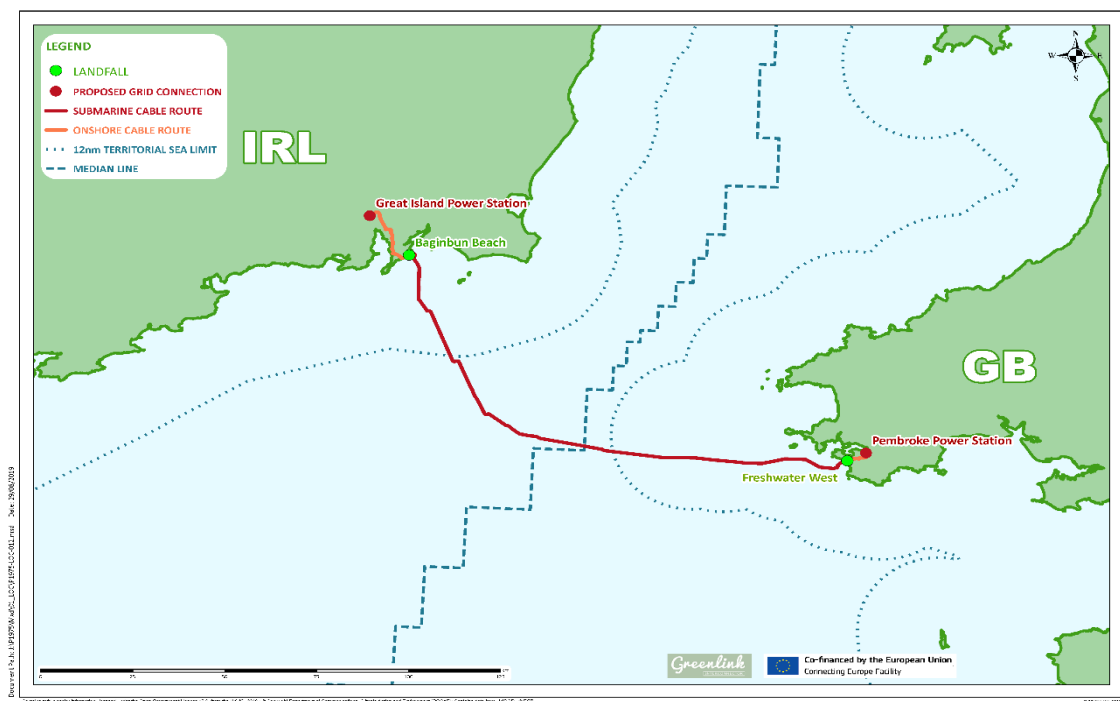 LEGEND
LANDFALL
PROPOSED GRID CONNECTION
SUBMARINE CABLE ROUTE
ONSHORE CABLE ROUTE
12nm TERRITORIAL SEA LIMIT
MEDIAN LINE
N
W E
S
IRL
Great Island Power Station
Baginbun Beach
GB
Pembroke Power Station
Freshwater West
0 25
Greenlink
Co-financed by the European Union
Connecting Europe Facility